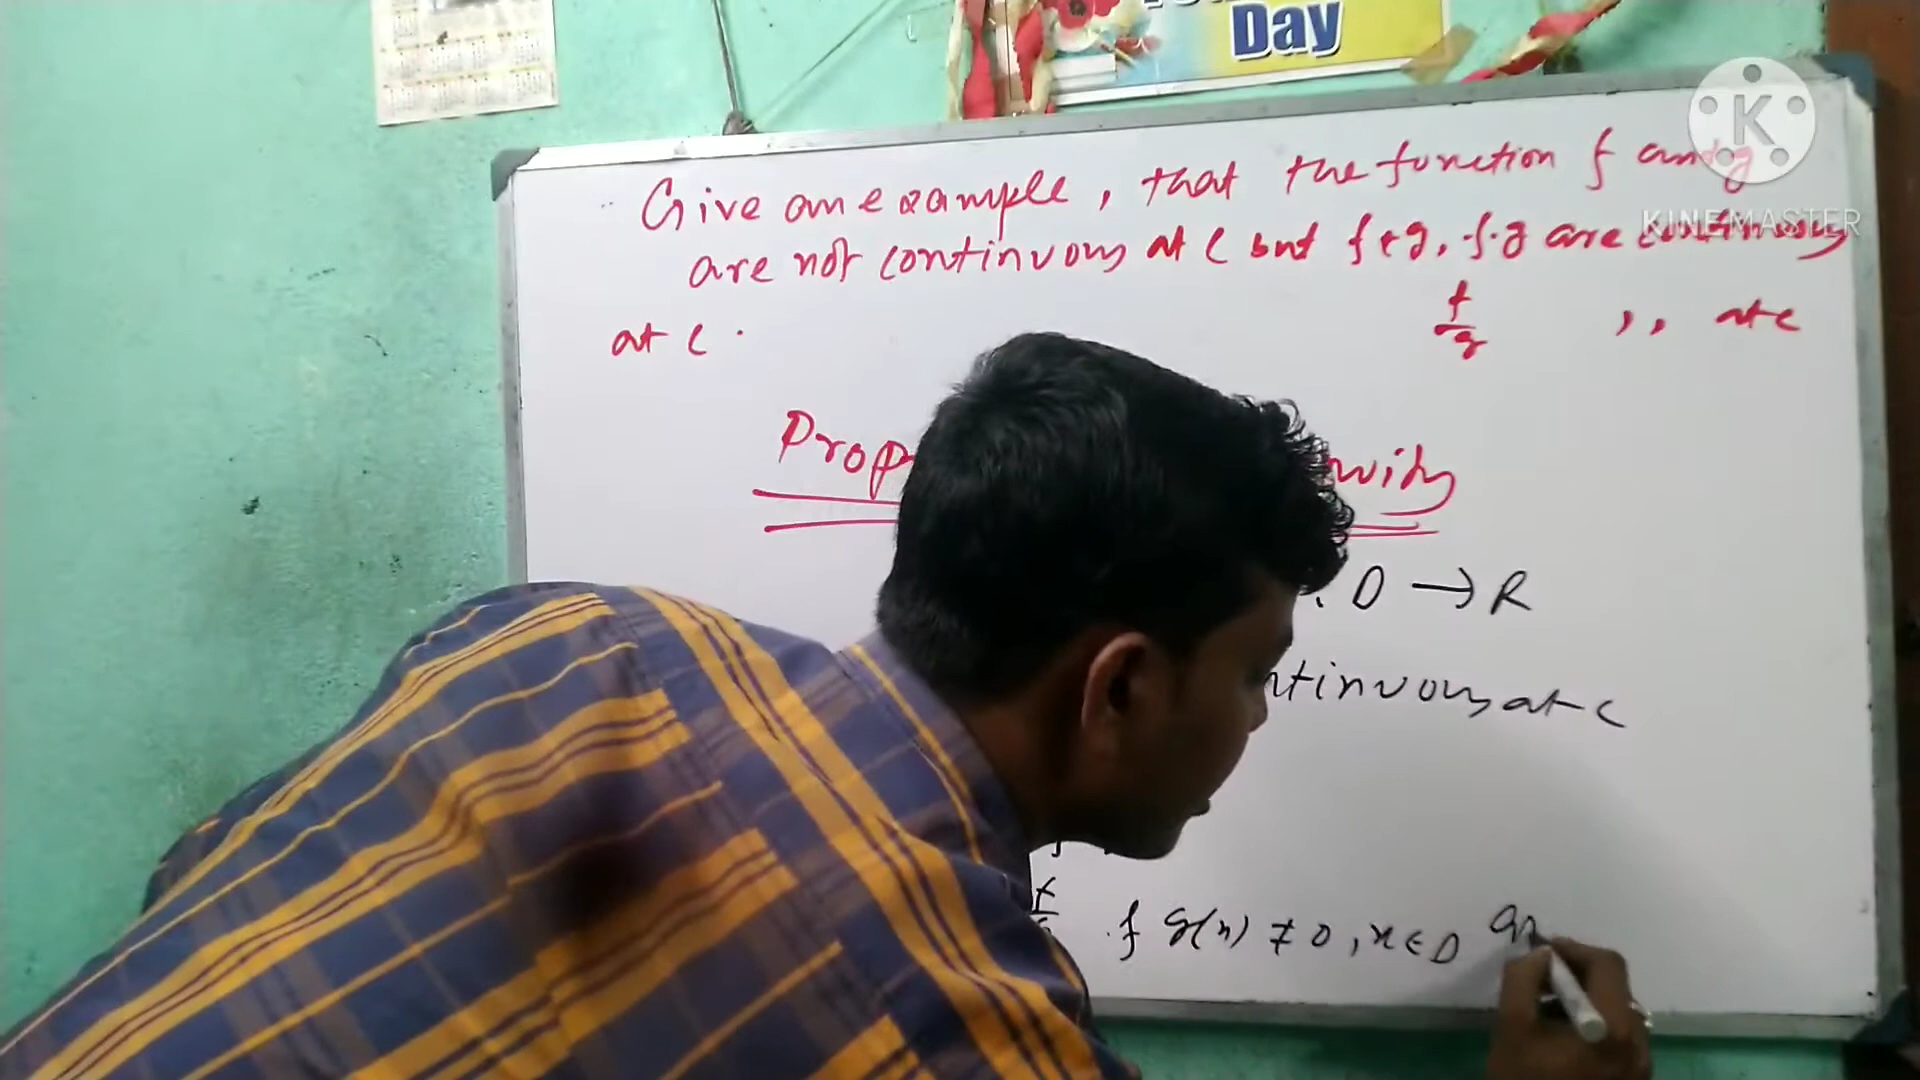 Day
K
KINEMASTER
Give an example, that the function f and g
are not continuous at c but f+g, f.g are continuous
at c.
f/g ,, at c
Prop
D → R
ntinuous at c
f g(x) ≠ 0, x ∈ D